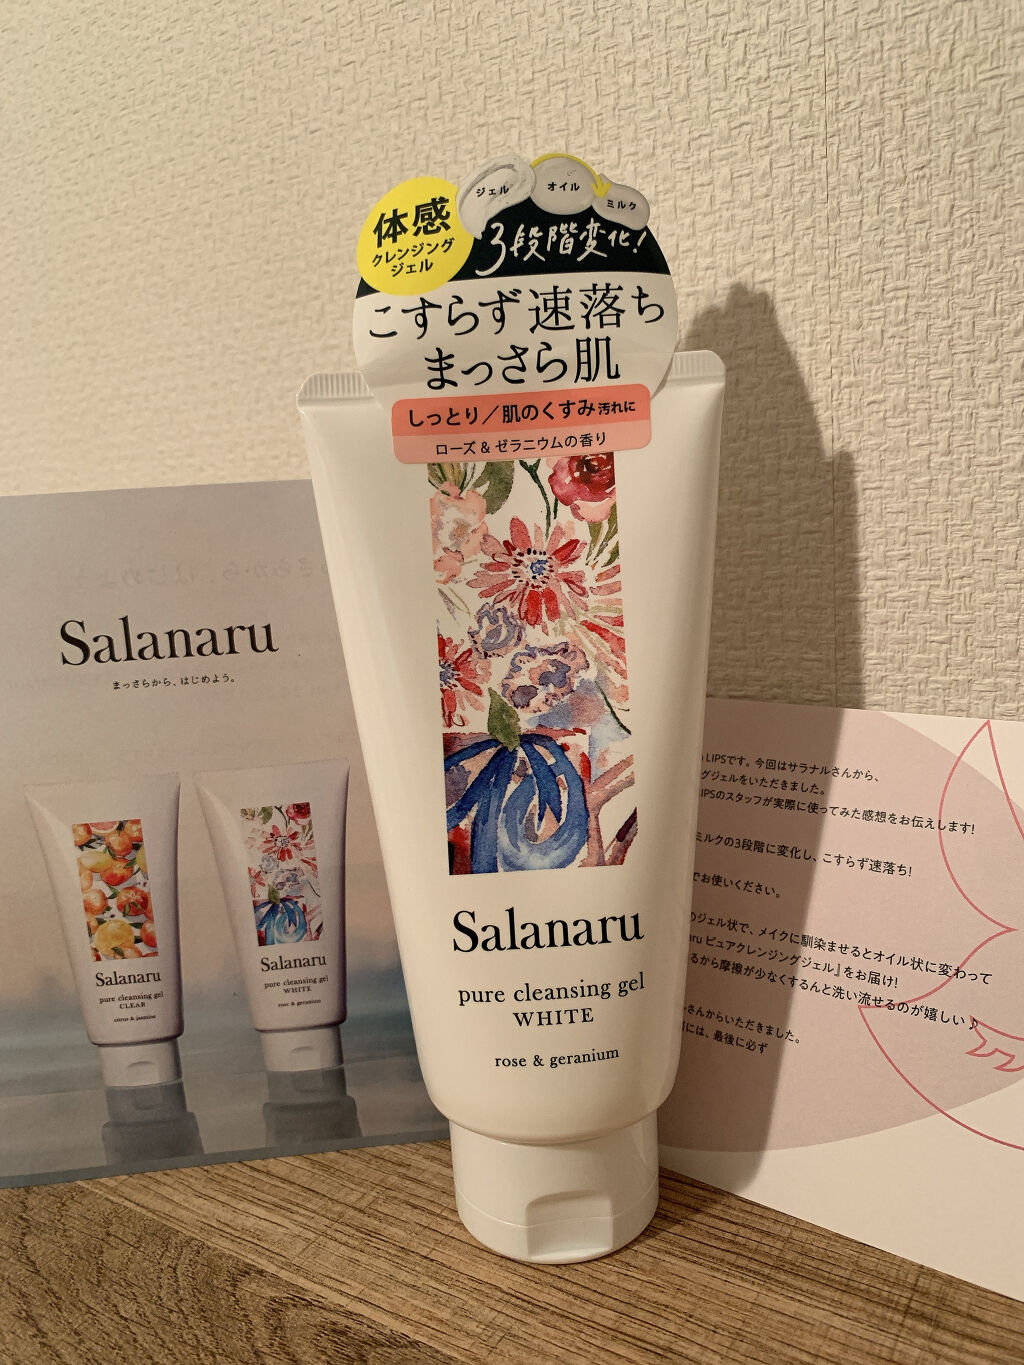 体感
クレンジング
ジェル
ジェル
オイル
ミルク
3段階変化!
こすらず速落ち
まっさら肌
しっとり/肌のくすみ汚れに
ローズ&ゼラニウムの香り
Salanaru
pure cleansing gel
WHITE
rose & geranium
Salanaru
まっさらから、はじめよう。
Salanaru
pure cleansing gel
CLEAR
citrus & jasmine
Salanaru
pure cleansing gel
WHITE
rose & geranium
LIPSです。今回はサラナルさんから、
グジェルをいただきました。
IPSのスタッフが実際に使ってみた感想をお伝えします!
ミルクの3段階に変化し、こすらず速落ち!
でお使いください。
のジェル状で、メイクに馴染ませるとオイル状に変わって
ru ピュアクレンジングジェル』をお届け!
るから摩擦が少なくするんと洗い流せるのが嬉しい♪
さんからいただきました。
には、最後に必ず